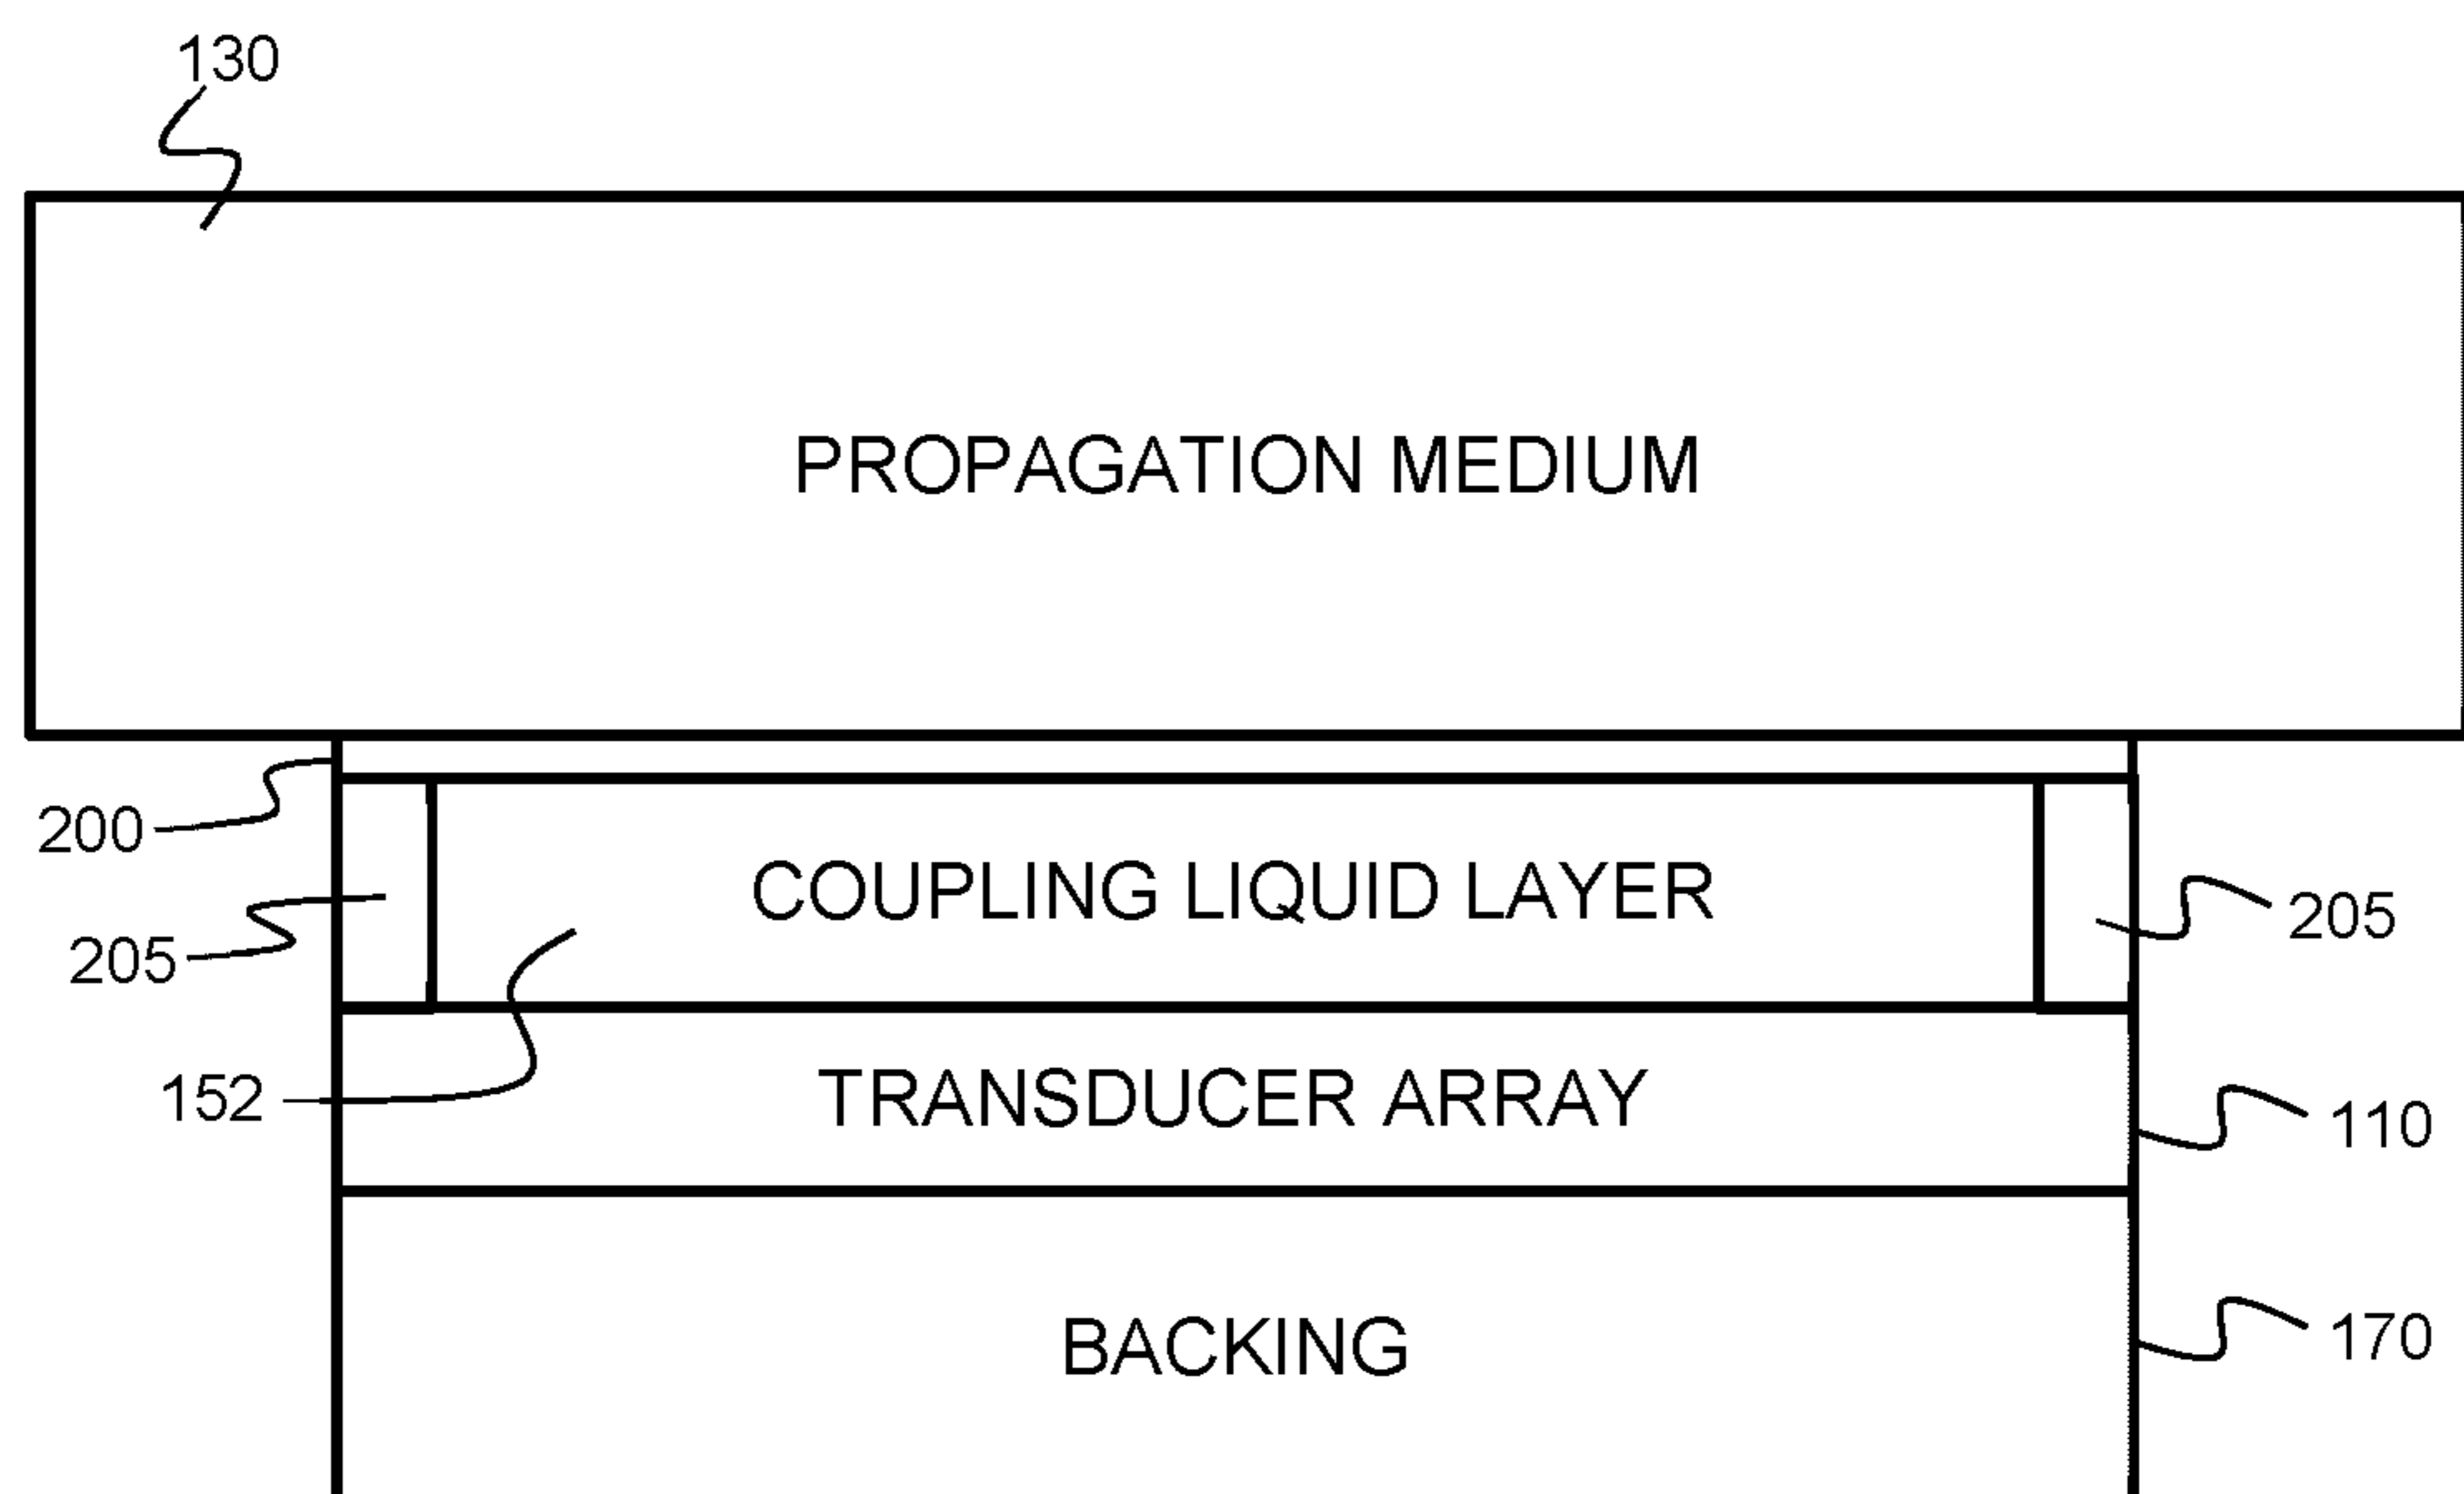 130
PROPAGATION MEDIUM
200
COUPLING LIQUID LAYER
205
205
152
TRANSDUCER ARRAY
110
BACKING
170